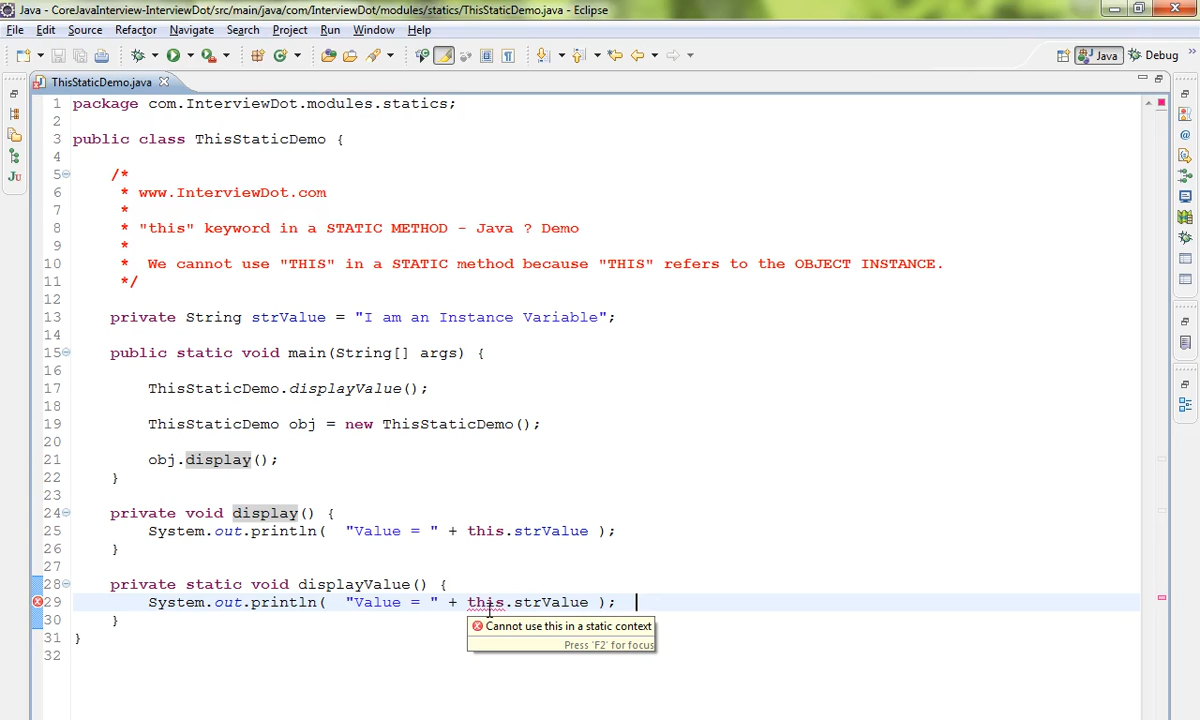 Java - CoreJavaInterview-InterviewDot/src/main/java/com/InterviewDot/modules/statics/ThisStaticDemo.java - Eclipse
File Edit Source Refactor Navigate Search Project Run Window Help
Java Debug
ThisStaticDemo.java
1 package com.InterviewDot.modules.statics;
2
3 public class ThisStaticDemo {
4
5 /*
6 * www.InterviewDot.com
7 *
8 * "this" keyword in a STATIC METHOD - Java ? Demo
9 *
10 * We cannot use "THIS" in a STATIC method because "THIS" refers to the OBJECT INSTANCE.
11 */
12
13 private String strValue = "I am an Instance Variable";
14
15 public static void main(String[] args) {
16
17 ThisStaticDemo.displayValue();
18
19 ThisStaticDemo obj = new ThisStaticDemo();
20
21 obj.display();
22 }
23
24 private void display() {
25 System.out.println( "Value = " + this.strValue );
26 }
27
28 private static void displayValue() {
29 System.out.println( "Value = " + this.strValue );
30 }
Cannot use this in a static context
31 }
Press 'F2' for focus
32